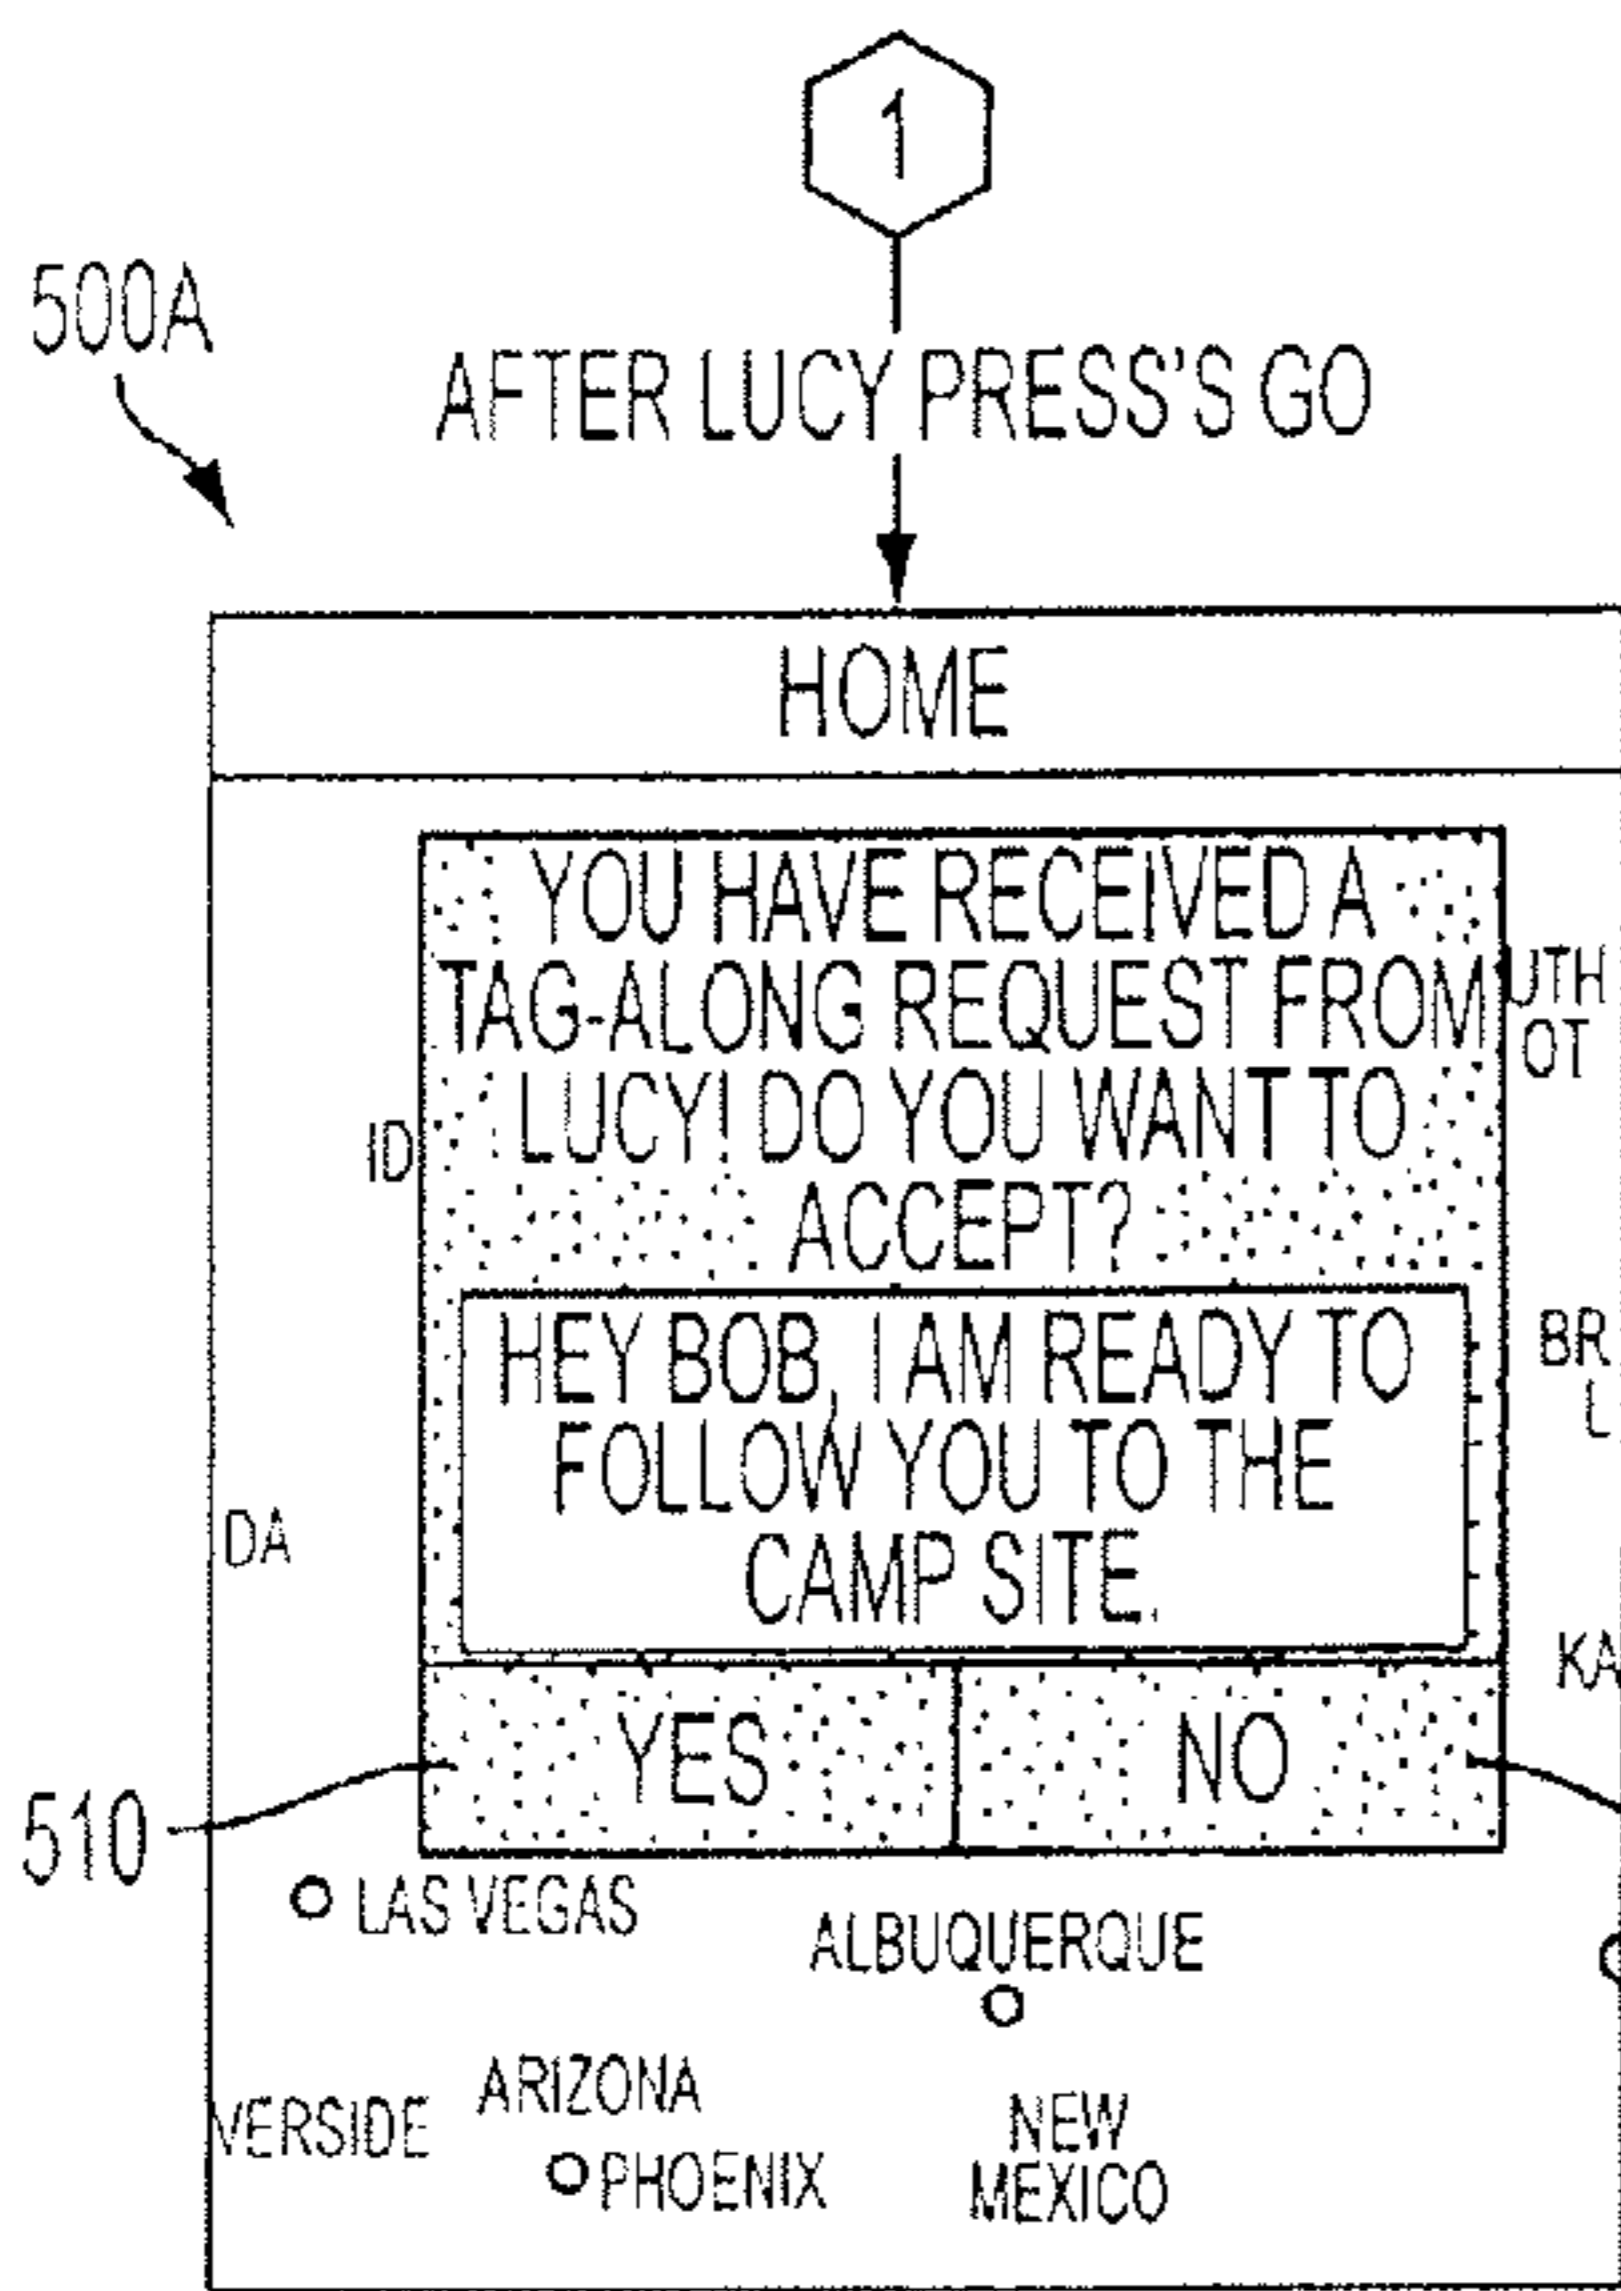 1
500A
AFTER LUCY PRESS'S GO
HOME
YOU HAVE RECEIVED A
TAG-ALONG REQUEST FROM
LUCY! DO YOU WANT TO
ACCEPT?
UTH
OT
ID
HEY BOB, I AM READY TO
FOLLOW YOU TO THE
CAMP SITE.
BR
L
DA
KA
YES
NO
510
LAS VEGAS
ALBUQUERQUE
ARIZONA
VERSIDE
NEW
MEXICO
PHOENIX